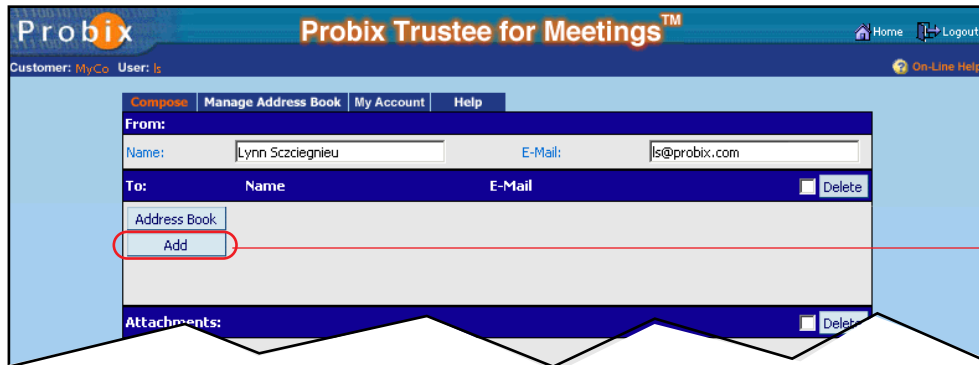 Probix
Probix Trustee for Meetings™
Home Logout
Customer: MyCo User: ls
On-Line Help
Compose Manage Address Book My Account Help
From:
Name: Lynn Sczciegnieu E-Mail: ls@probix.com
To: Name E-Mail Delete
Address Book
Add
Attachments: Delete